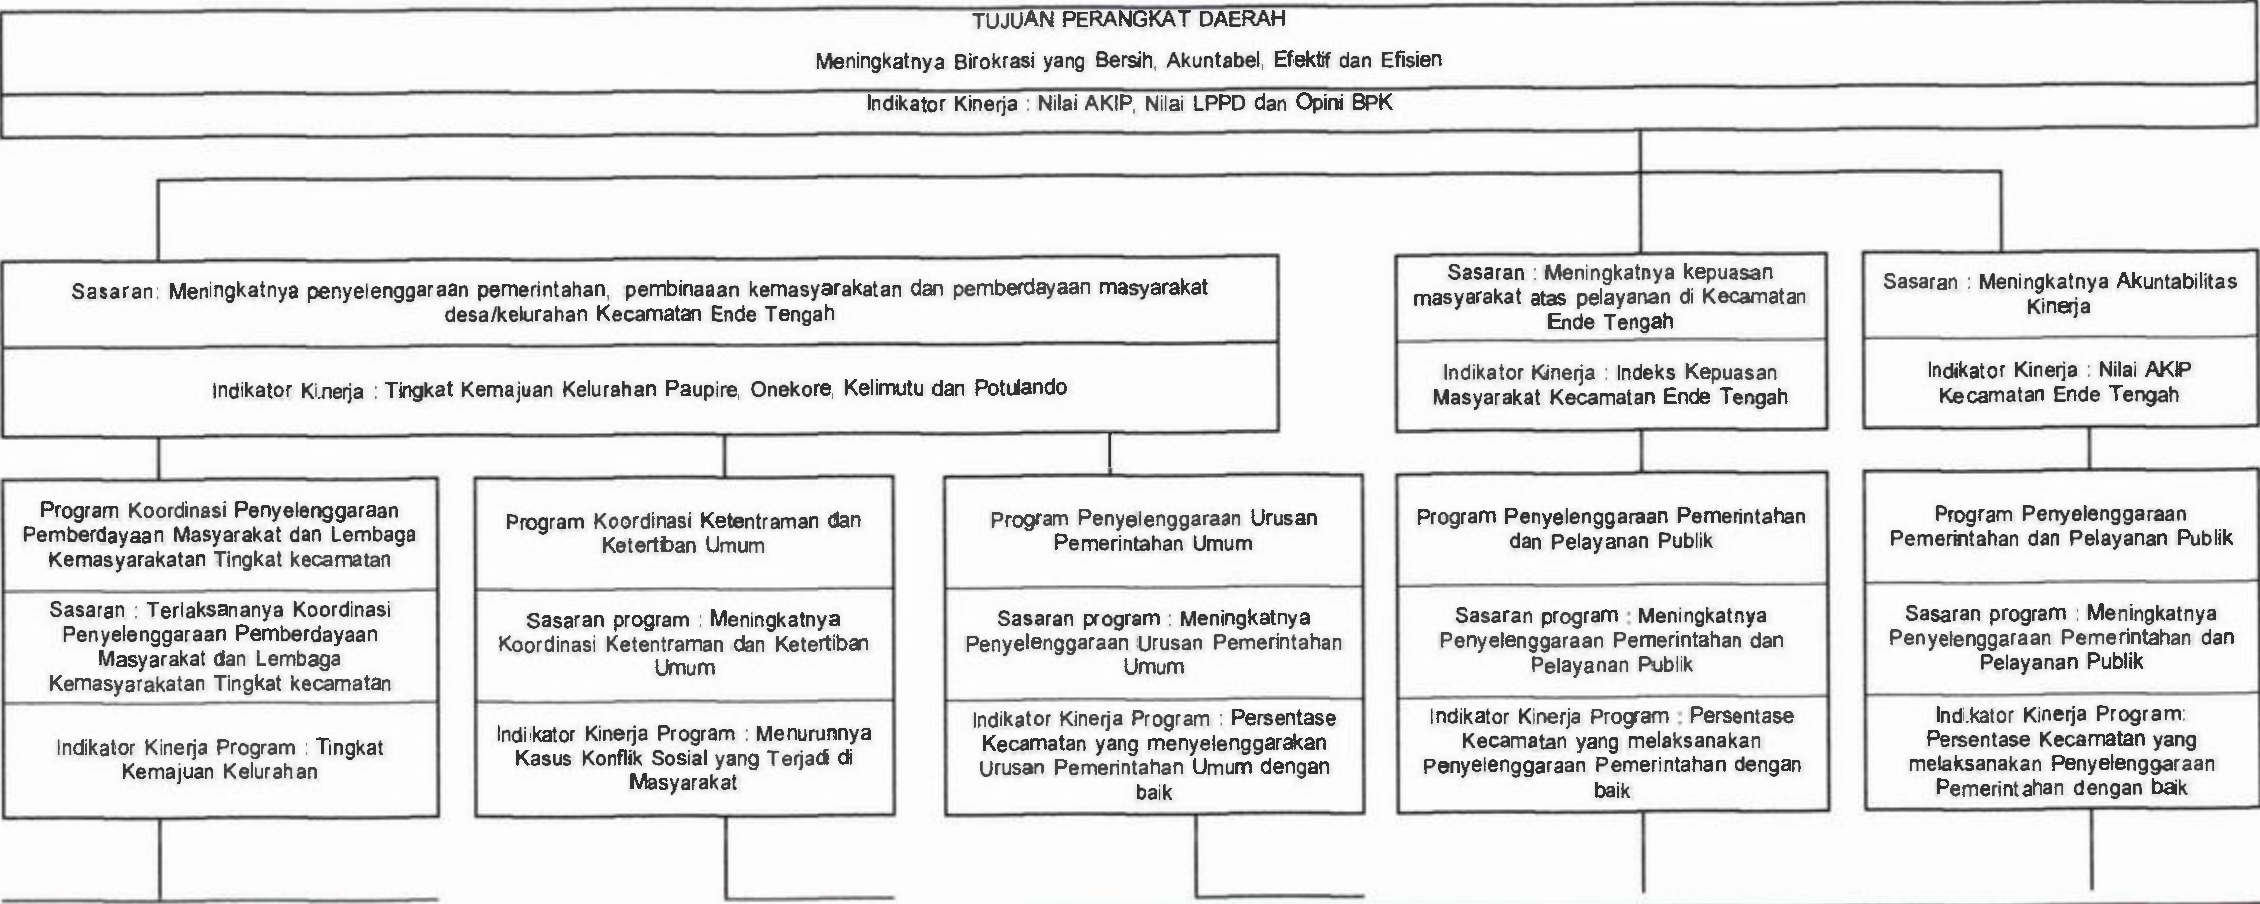 TUJUAN PERANGKAT DAERAH
Meningkatnya Birokrasi yang Bersih, Akuntabel, Efektif dan Efisien
Indikator Kinerja : Nilai AKIP, Nilai LPPD dan Opini BPK
Sasaran: Meningkatnya penyelenggaraan pemerintahan, pembinaaan kemasyarakatan dan pemberdayaan masyarakat
desa/kelurahan Kecamatan Ende Tengah
Indikator Ki.nerja : Tingkat Kemajuan Kelurahan Paupire, Onekore, Kelimutu dan Potulando
Sasaran : Meningkatnya kepuasan
masyarakat atas pelayanan di Kecamatan
Ende Tengah
Indikator Kinerja : Indeks Kepuasan
Masyarakat Kecamatan Ende Tengah
Sasaran : Meningkatnya Akuntabilitas
Kinerja
Indikator Kinerja : Nilai AKIP
Kecamatan Ende Tengah
Program Koordinasi Penyelenggaraan
Pemberdayaan Masyarakat dan Lembaga
Kemasyarakatan Tingkat kecamatan
Sasaran : Terlaksananya Koordinasi
Penyelenggaraan Pemberdayaan
Masyarakat dan Lembaga
Kemasyarakatan Tingkat kecamatan
Indikator Kinerja Program : Tingkat
Kemajuan Kelurahan
Program Koordinasi Ketentraman dan
Ketertiban Umum
Sasaran program : Meningkatnya
Koordinasi Ketentraman dan Ketertiban
Umum
Indikator Kinerja Program : Menurunnya
Kasus Konflik Sosial yang Terjadi di
Masyarakat
Program Penyelenggaraan Urusan
Pemerintahan Umum
Sasaran program : Meningkatnya
Penyelenggaraan Urusan Pemerintahan
Umum
Indikator Kinerja Program : Persentase
Kecamatan yang menyelenggarakan
Urusan Pemerintahan Umum dengan
baik
Program Penyelenggaraan Pemerintahan
dan Pelayanan Publik
Sasaran program : Meningkatnya
Penyelenggaraan Pemerintahan dan
Pelayanan Publik
Indikator Kinerja Program : Persentase
Kecamatan yang melaksanakan
Penyelenggaraan Pemerintahan dengan
baik
Program Penyelenggaraan
Pemerintahan dan Pelayanan Publik
Sasaran program : Meningkatnya
Penyelenggaraan Pemerintahan dan
Pelayanan Publik
Indi.kator Kinerja Program:
Persentase Kecamatan yang
melaksanakan Penyelenggaraan
Pemerintahan dengan baik